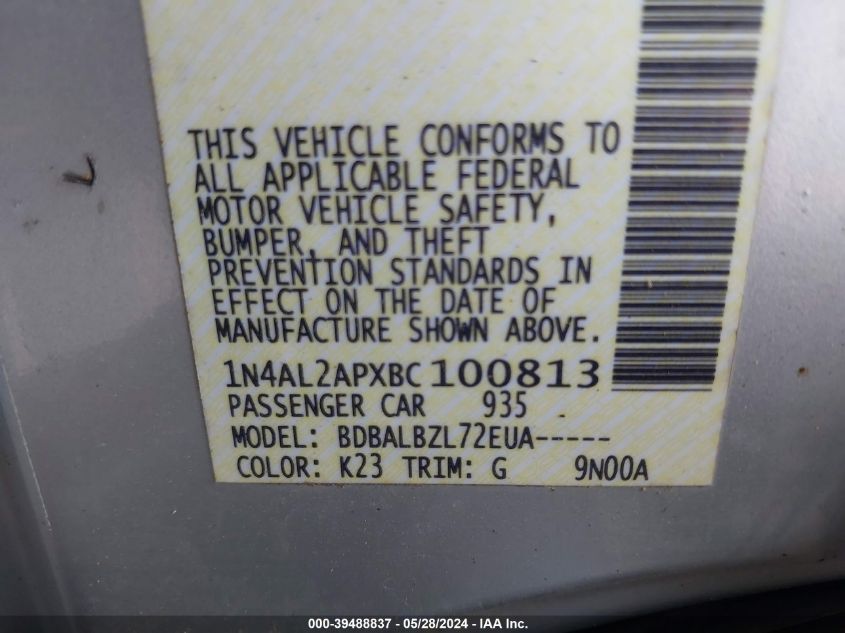 THIS VEHICLE CONFORMS TO
ALL APPLICABLE FEDERAL
MOTOR VEHICLE SAFETY,
BUMPER, AND THEFT
PREVENTION STANDARDS IN
EFFECT ON THE DATE OF
MANUFACTURE SHOWN ABOVE.
1N4AL2APXBC100813
PASSENGER CAR 935
MODEL: BDBALBZL72EUA-----
COLOR: K23 TRIM: G 9N00A
000-39488837 - 05/28/2024 - IAA Inc.